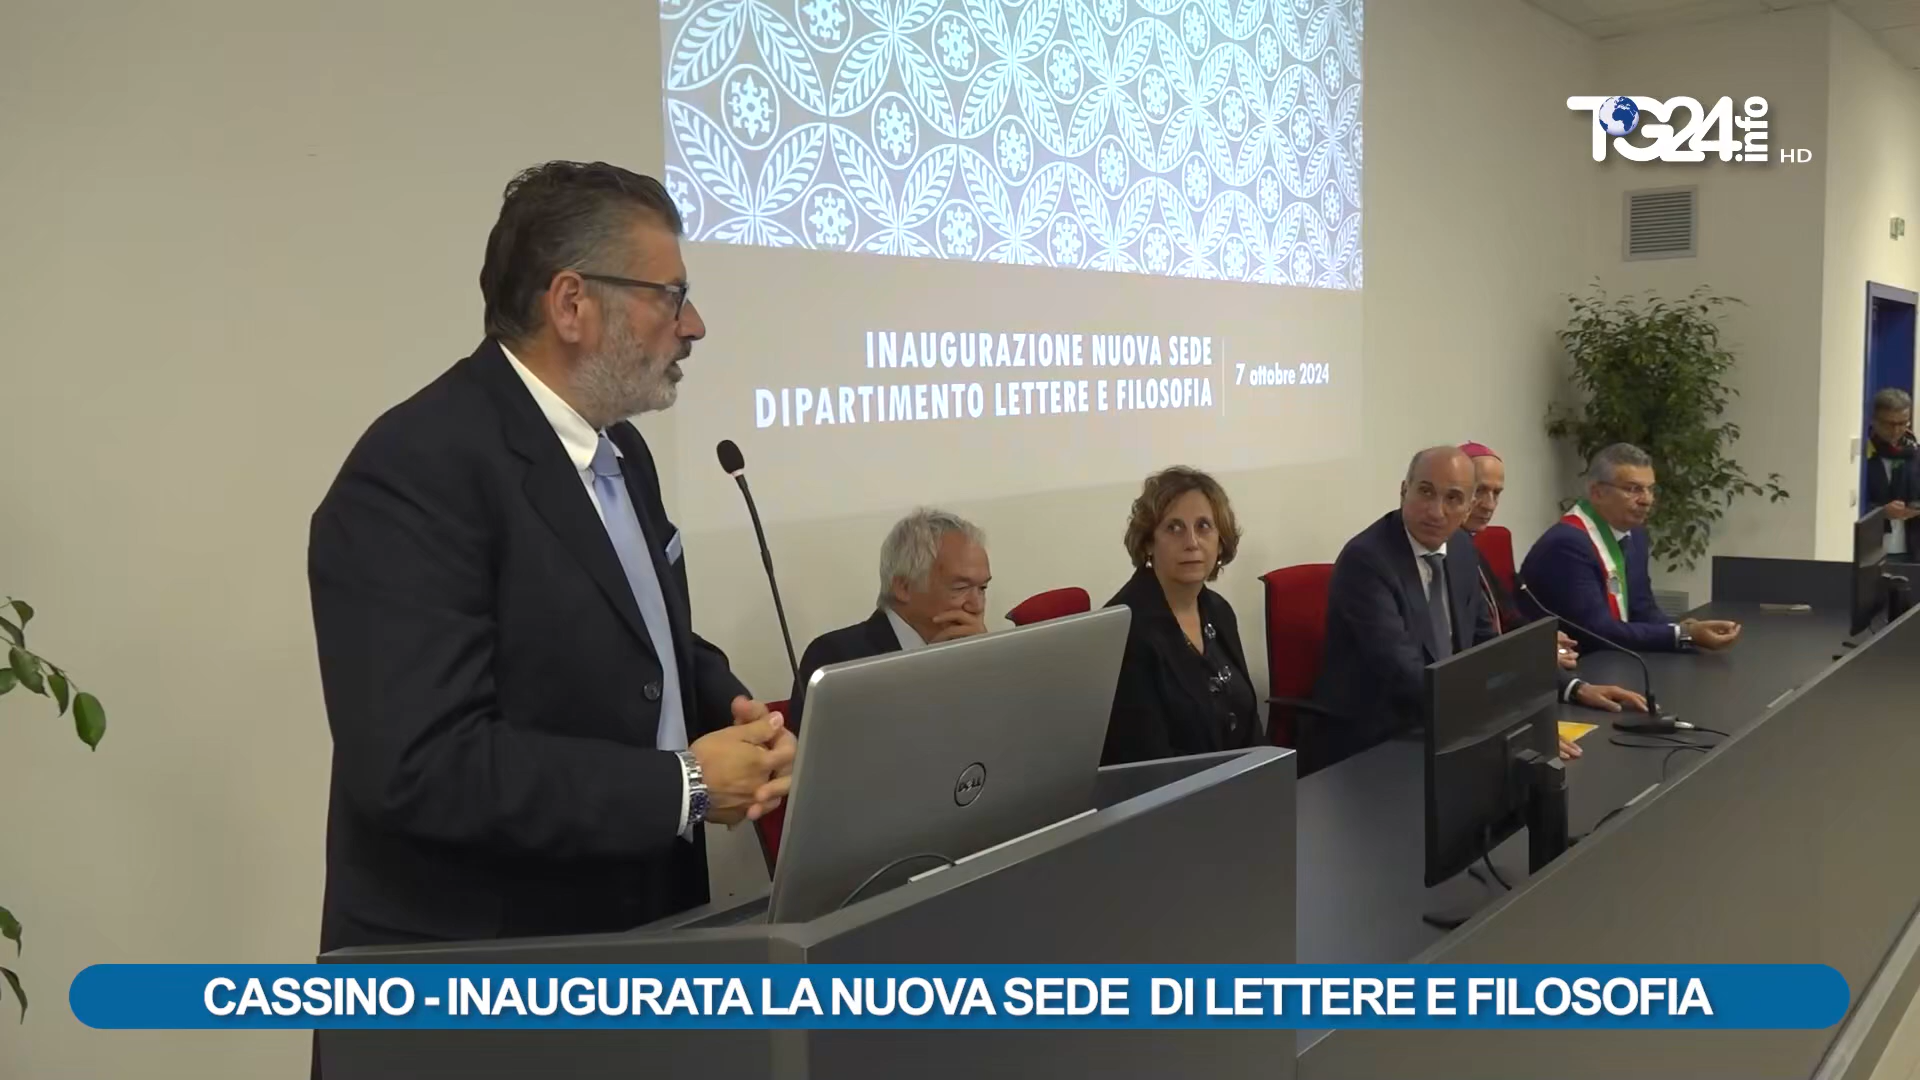 TG24.info HD
INAUGURAZIONE NUOVA SEDE
DIPARTIMENTO LETTERE E FILOSOFIA
7 ottobre 2024
DELL
CASSINO - INAUGURATA LA NUOVA SEDE DI LETTERE E FILOSOFIA